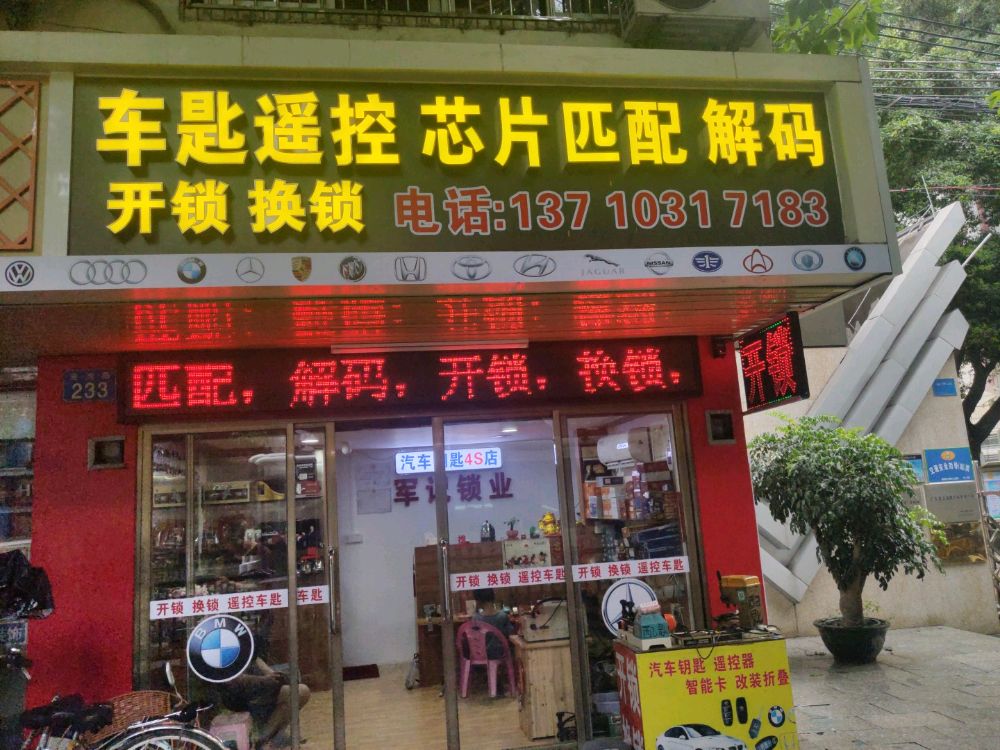 车匙遥控 芯片匹配 解码
开锁 换锁 电话:137 1031 7183
JAGUAR
NISSAN
匹配，解码，开锁，换锁，
开锁
233
汽车 匙4S店
军 锁业
开锁 换锁 遥控车匙
车匙
开锁 换锁 遥控车匙
开锁 换锁 遥控车匙
BMW
汽车钥匙 遥控器
智能卡 改装折叠
开锁